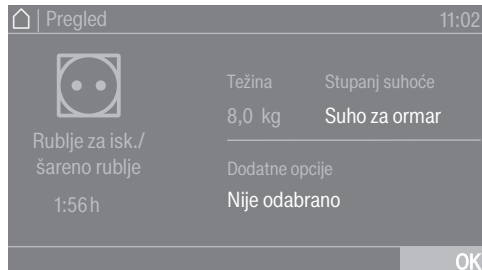 Pregled 11:02
Težina Stupanj suhoće
8,0 kg Suho za ormar
Rublje za isk./
šareno rublje
Dodatne opcije
1:56 h Nije odabrano
OK